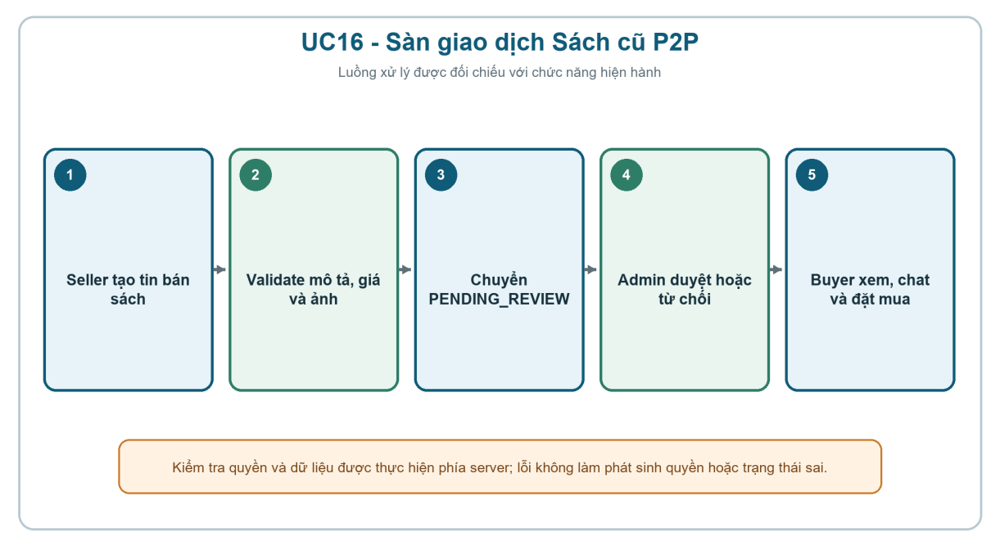 UC16 - Sàn giao dịch Sách cũ P2P
Luồng xử lý được đối chiếu với chức năng hiện hành
1
Seller tạo tin bán
sách
2
Validate mô tả, giá
và ảnh
3
Chuyển
PENDING_REVIEW
4
Admin duyệt hoặc
từ chối
5
Buyer xem, chat
và đặt mua
Kiểm tra quyền và dữ liệu được thực hiện phía server; lỗi không làm phát sinh quyền hoặc trạng thái sai.